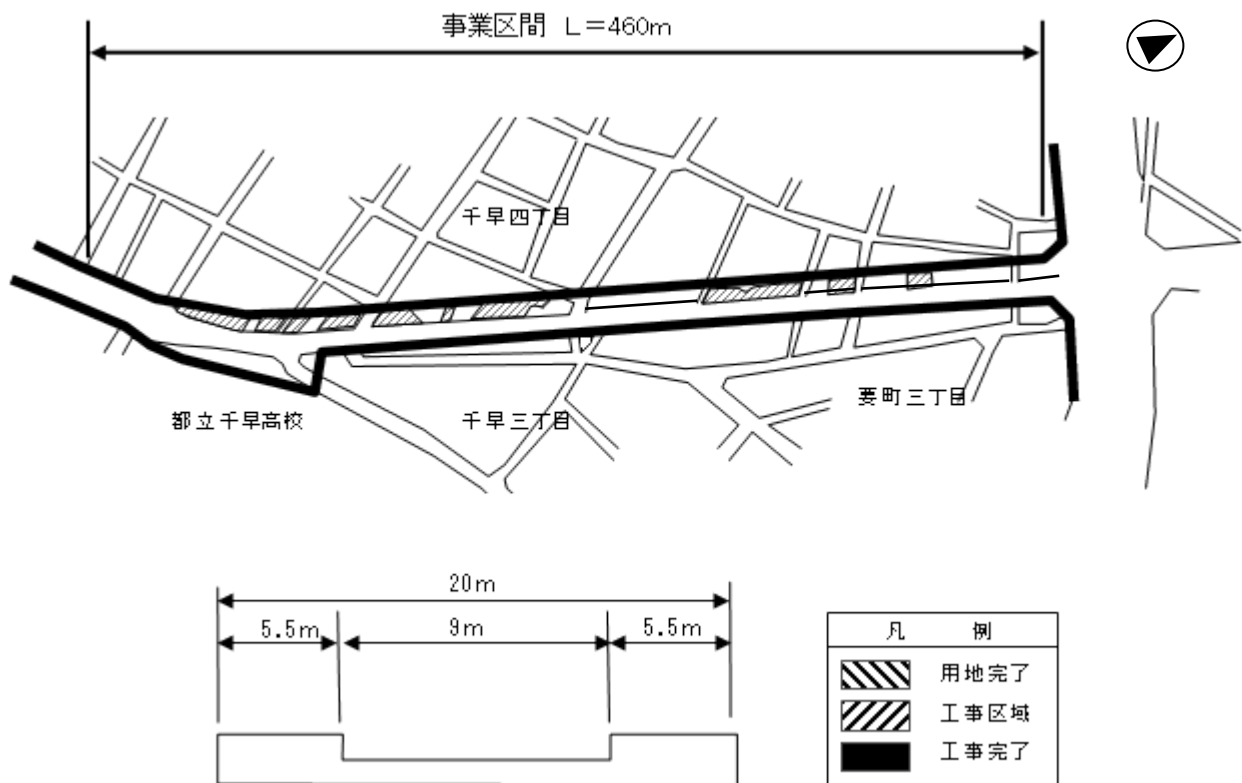 事業区間 L=460m
千早四丁目
要町三丁目
都立千早高校
千早三丁目
20m
5.5m
9m
5.5m
凡 例
用地完了
工事区域
工事完了